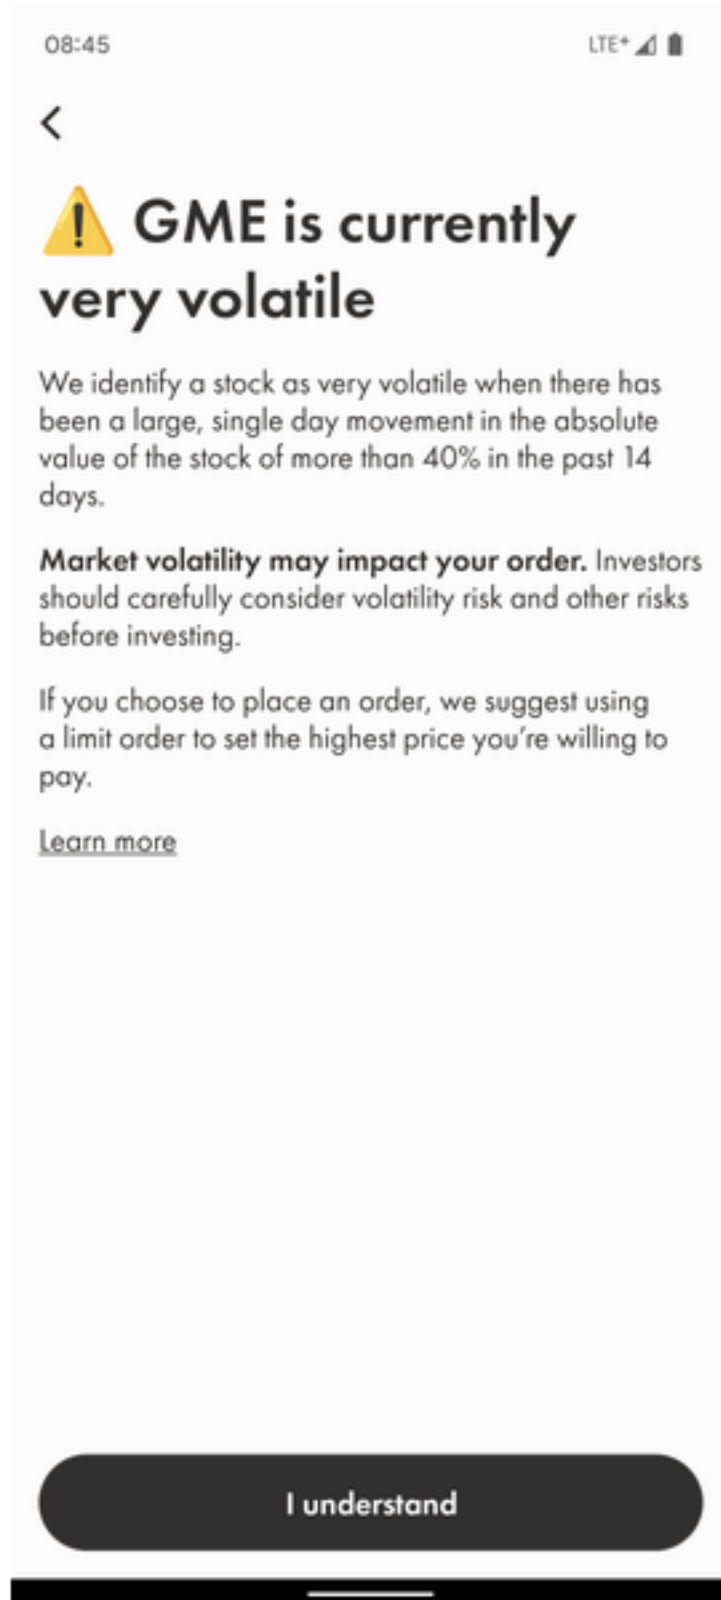 08:45 LTE+
⚠️ GME is currently
very volatile
We identify a stock as very volatile when there has
been a large, single day movement in the absolute
value of the stock of more than 40% in the past 14
days.
Market volatility may impact your order. Investors
should carefully consider volatility risk and other risks
before investing.
If you choose to place an order, we suggest using
a limit order to set the highest price you're willing to
pay.
Learn more
I understand